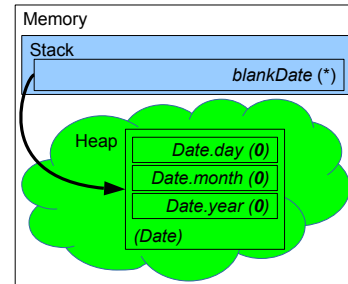 Memory
Stack
blankDate (*)
Heap
Date.day (0)
Date.month (0)
Date.year (0)
(Date)